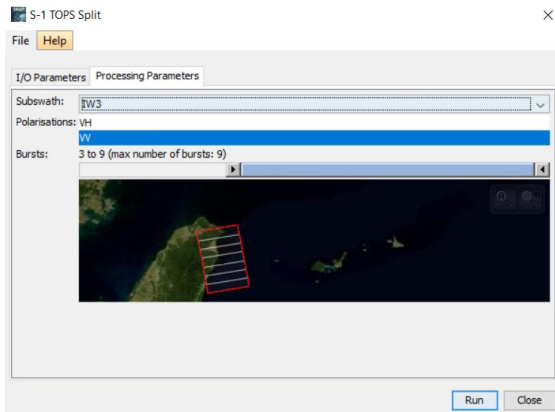 S-1 TOPS Split
File Help
I/O Parameters Processing Parameters
Subswath: IW3
Polarisations: VH
VV
Bursts: 3 to 9 (max number of bursts: 9)
Run Close